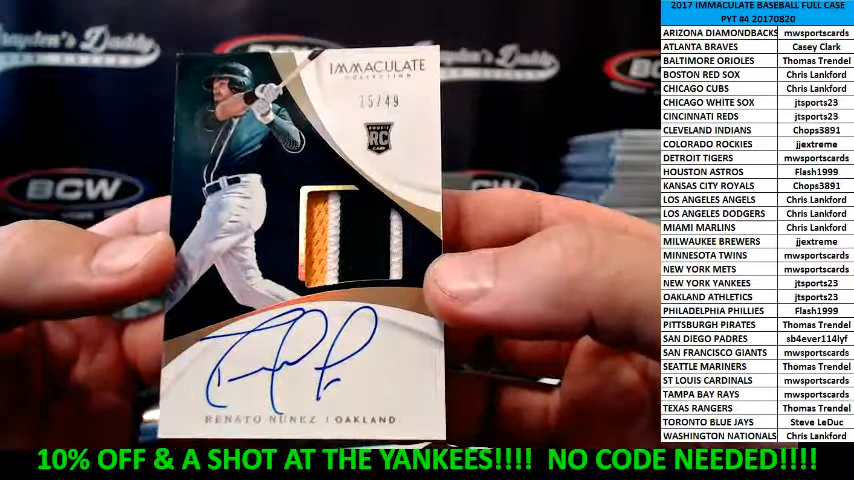 2017 IMMACULATE BASEBALL FULL CASE
PYT #4 20170820
ARIZONA DIAMONDBACKS mwsportscards
ATLANTA BRAVES Casey Clark
BALTIMORE ORIOLES Thomas Trendel
BOSTON RED SOX Chris Lankford
CHICAGO CUBS Chris Lankford
CHICAGO WHITE SOX jtsports23
CINCINNATI REDS jtsports23
CLEVELAND INDIANS Chops3891
COLORADO ROCKIES jjextreme
DETROIT TIGERS mwsportscards
HOUSTON ASTROS Flash1999
KANSAS CITY ROYALS Chops3891
LOS ANGELES ANGELS Chris Lankford
LOS ANGELES DODGERS Chris Lankford
MIAMI MARLINS Chris Lankford
MILWAUKEE BREWERS jjextreme
MINNESOTA TWINS mwsportscards
NEW YORK METS mwsportscards
NEW YORK YANKEES jtsports23
OAKLAND ATHLETICS jtsports23
PHILADELPHIA PHILLIES Flash1999
PITTSBURGH PIRATES Thomas Trendel
SAN DIEGO PADRES sb4ever114lyf
SAN FRANCISCO GIANTS mwsportscards
SEATTLE MARINERS Thomas Trendel
ST LOUIS CARDINALS mwsportscards
TAMPA BAY RAYS mwsportscards
TEXAS RANGERS Thomas Trendel
TORONTO BLUE JAYS Steve LeDuc
WASHINGTON NATIONALS Chris Lankford
Brayden's Daddy
BCW
IMMACULATE
COLLECTION
15/49
ROOKIE
RC
CARD
RENATO NUNEZ | OAKLAND
10% OFF & A SHOT AT THE YANKEES!!!! NO CODE NEEDED!!!!